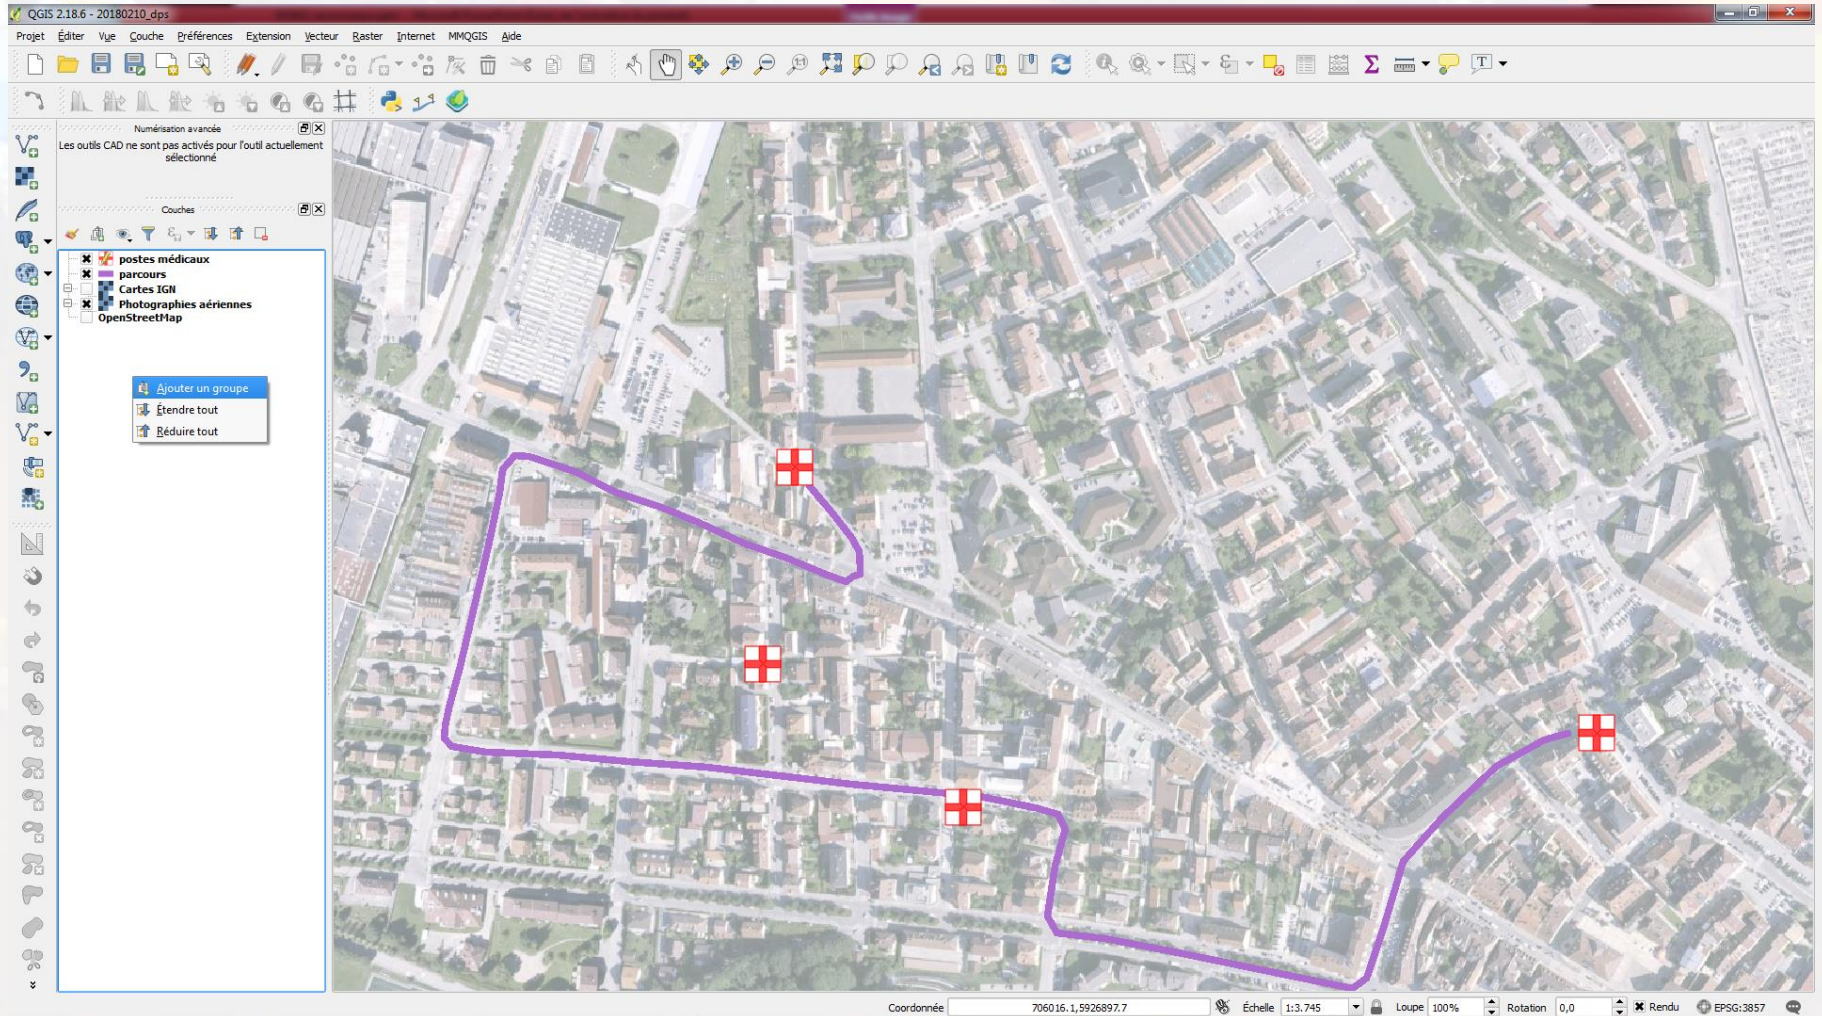 QGIS 2.18.6 - 20180210_dps
Projet Éditer Vue Couche Préférences Extension Vecteur Raster Internet MMQGIS Aide
Numérisation avancée
Les outils CAD ne sont pas activés pour l'outil actuellement
sélectionné
Couches
postes médicaux
parcours
Cartes IGN
Photographies aériennes
OpenStreetMap
Ajouter un groupe
Étendre tout
Réduire tout
Coordonnée 706016.1,5926897.7 Échelle 1:3.745 Loupe 100% Rotation 0,0 Rendu EPSG:3857